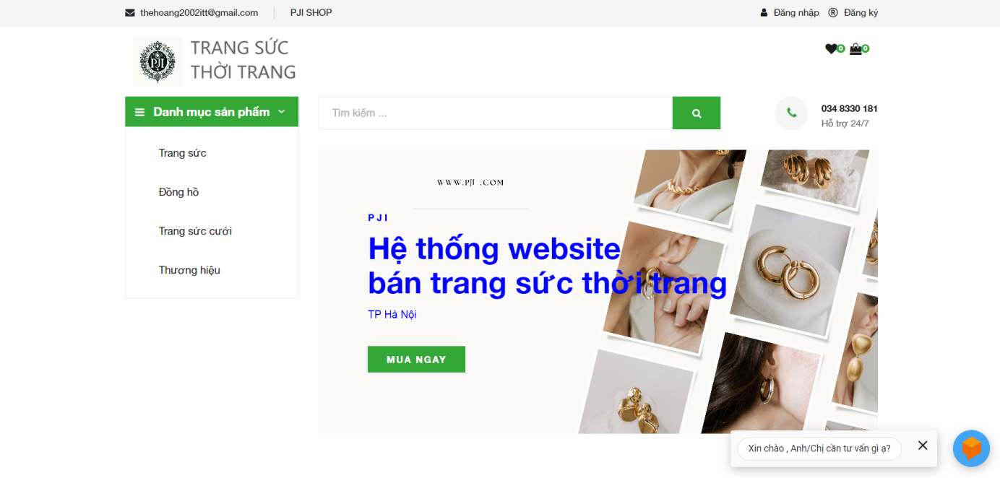 thehoang2002itt@gmail.com
PJI SHOP
Đăng nhập
Đăng ký
PJI
TRANG SỨC
THỜI TRANG
0
0
Danh mục sản phẩm
Tìm kiếm ...
034 8330 181
Hỗ trợ 24/7
Trang sức
Đồng hồ
Trang sức cưới
Thương hiệu
WWW.PJI .COM
PJI
Hệ thống website
bán trang sức thời trang
TP Hà Nội
MUA NGAY
Xin chào , Anh/Chị cần tư vấn gì ạ?